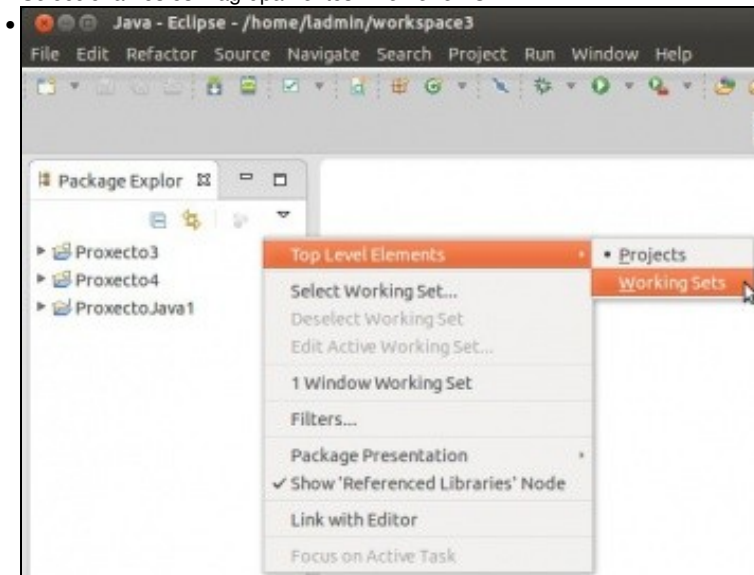 Java - Eclipse - /home/ladmin/workspace3
File Edit Refactor Source Navigate Search Project Run Window Help
Package Explor
Proxecto3
Proxecto4
ProxectoJava1
Top Level Elements
Projects
Working Sets
Select Working Set...
Deselect Working Set
Edit Active Working Set...
1 Window Working Set
Filters...
Package Presentation
Show 'Referenced Libraries' Node
Link with Editor
Focus on Active Task